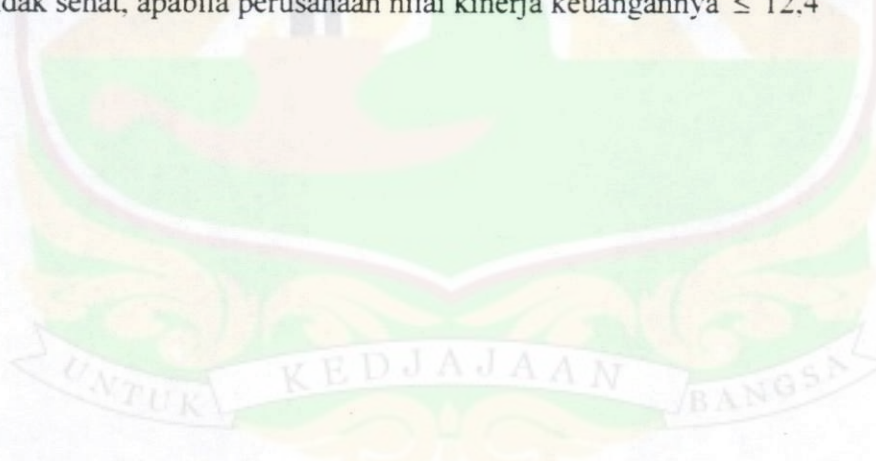 dak sehat, apabila perusahaan nilai kinerja keuangannya ≤ 12,4
UNTUK KEDJAJAAN BANGSA